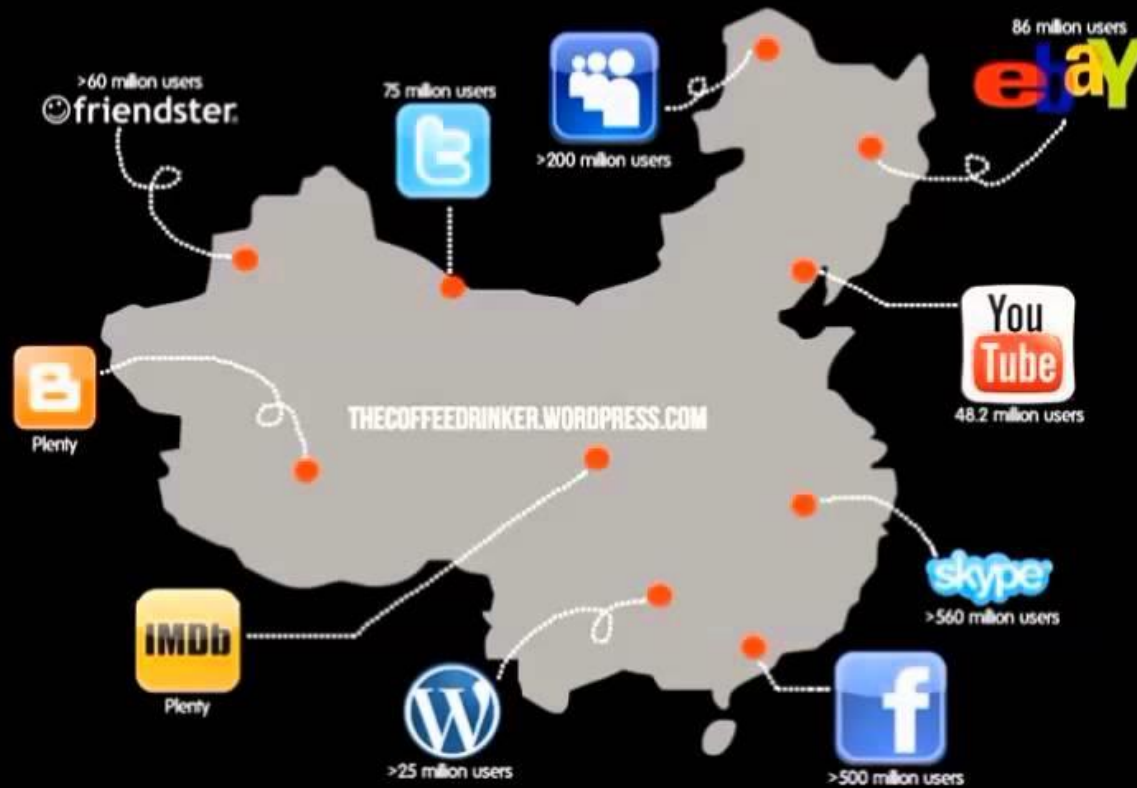 86 million users
ebaY
>60 million users
friendster®
75 million users
t
>200 million users
You
Tube
48.2 million users
B
Plenty
THECOFFEEDRINKER.WORDPRESS.COM
skype
>560 million users
IMDb
Plenty
W
>25 million users
f
>500 million users